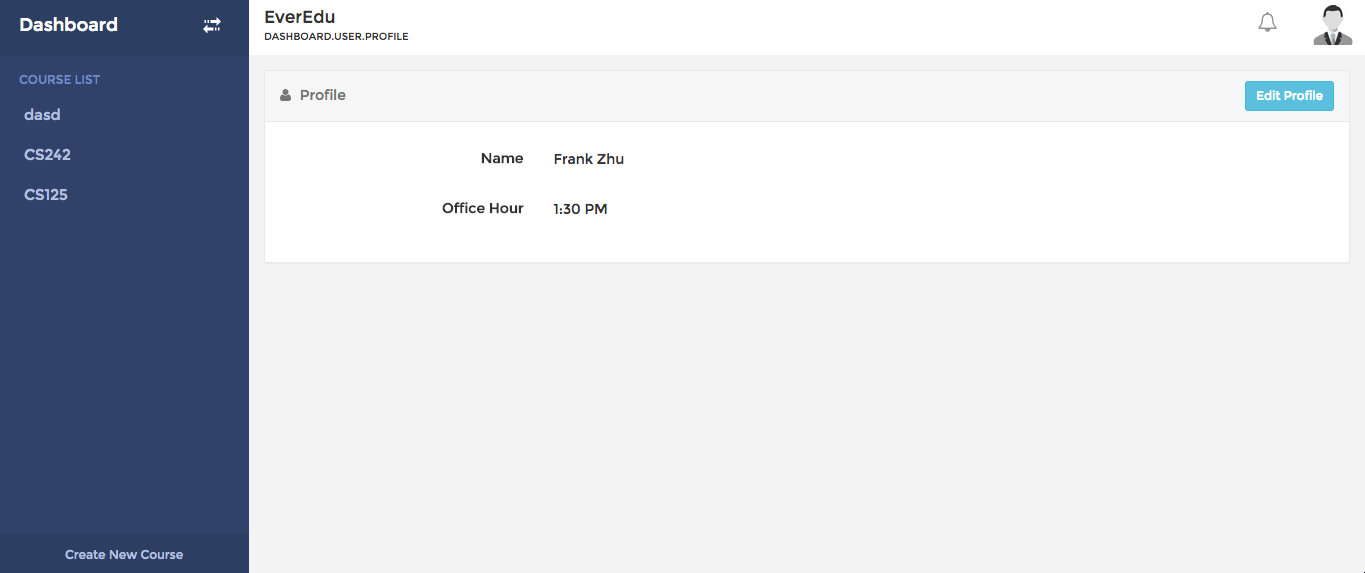 Dashboard
COURSE LIST
dasd
CS242
CS125
Create New Course
EverEdu
DASHBOARD.USER.PROFILE
Profile
Edit Profile
Name Frank Zhu
Office Hour 1:30 PM